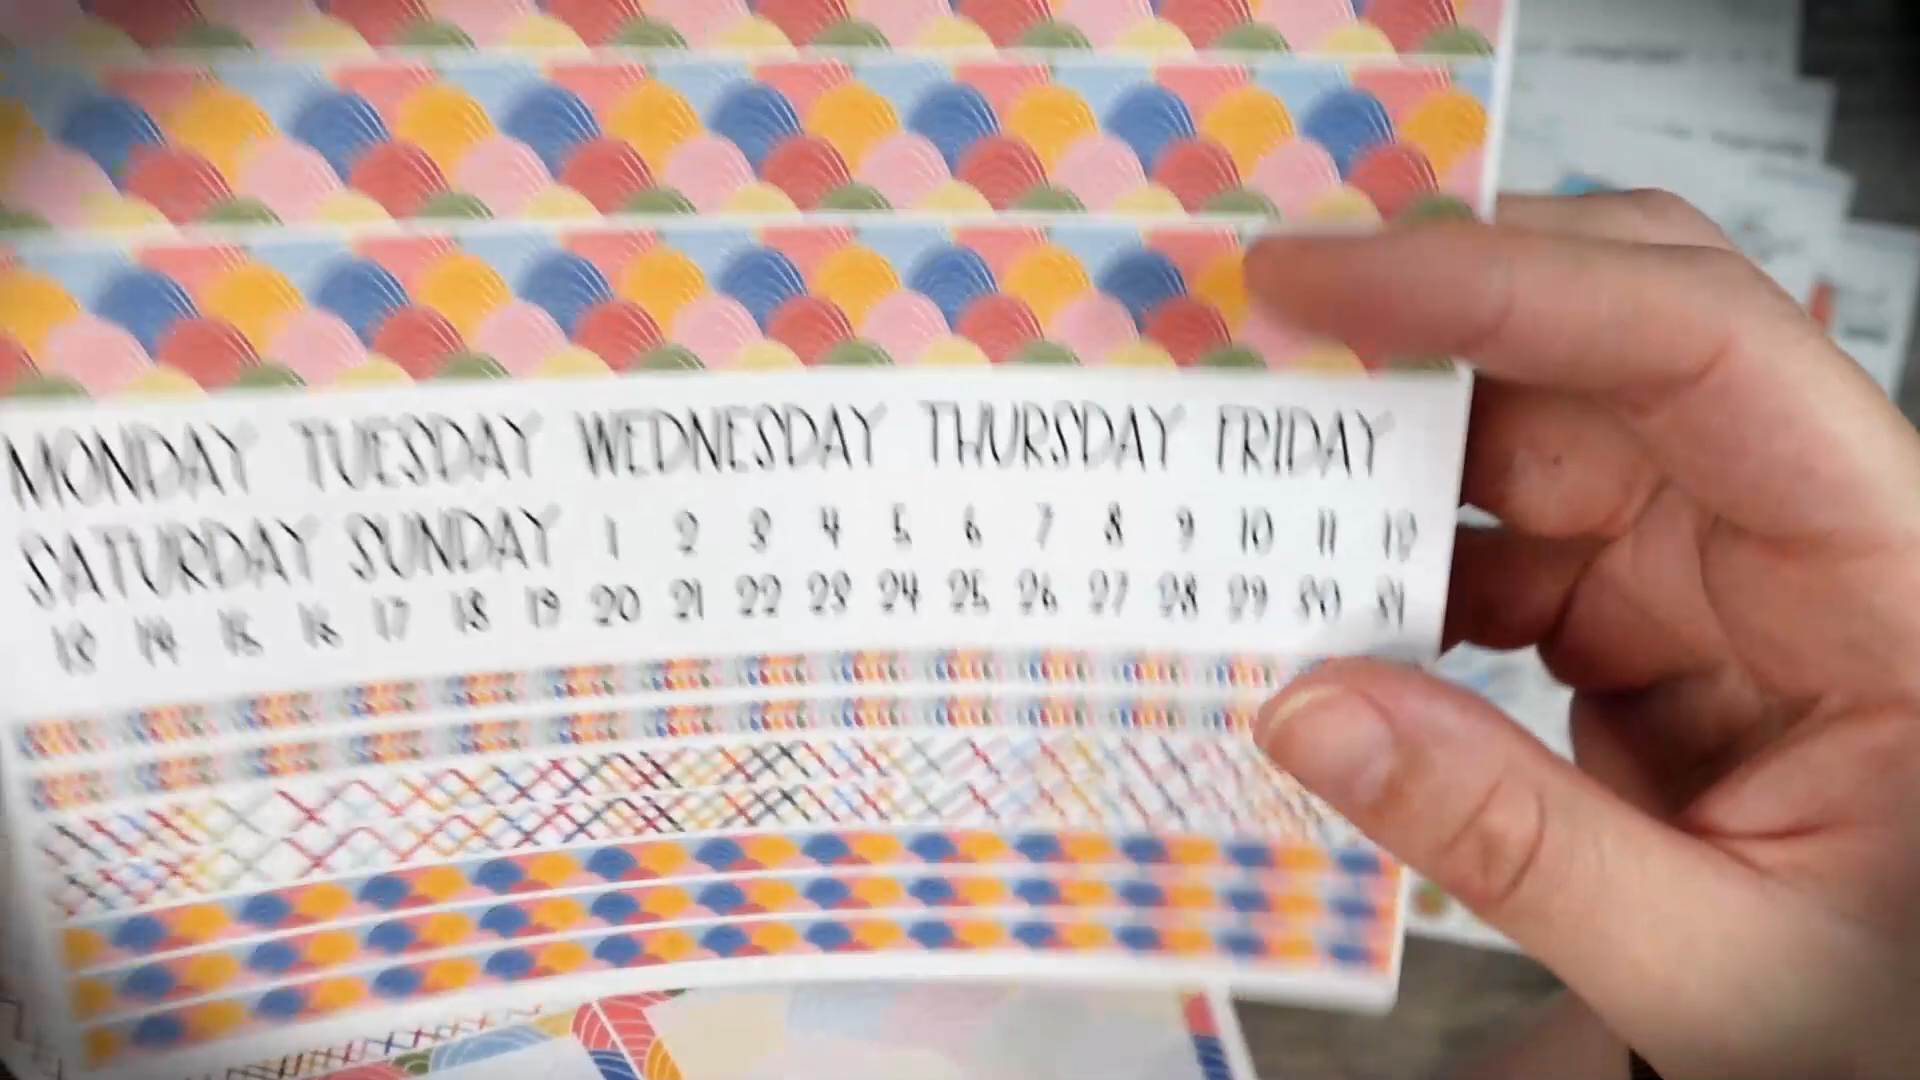 MONDAY TUESDAY WEDNESDAY THURSDAY FRIDAY
SATURDAY SUNDAY 1 2 3 4 5 6 7 8 9 10 11 12
13 14 15 16 17 18 19 20 21 22 23 24 25 26 27 28 29 30 31